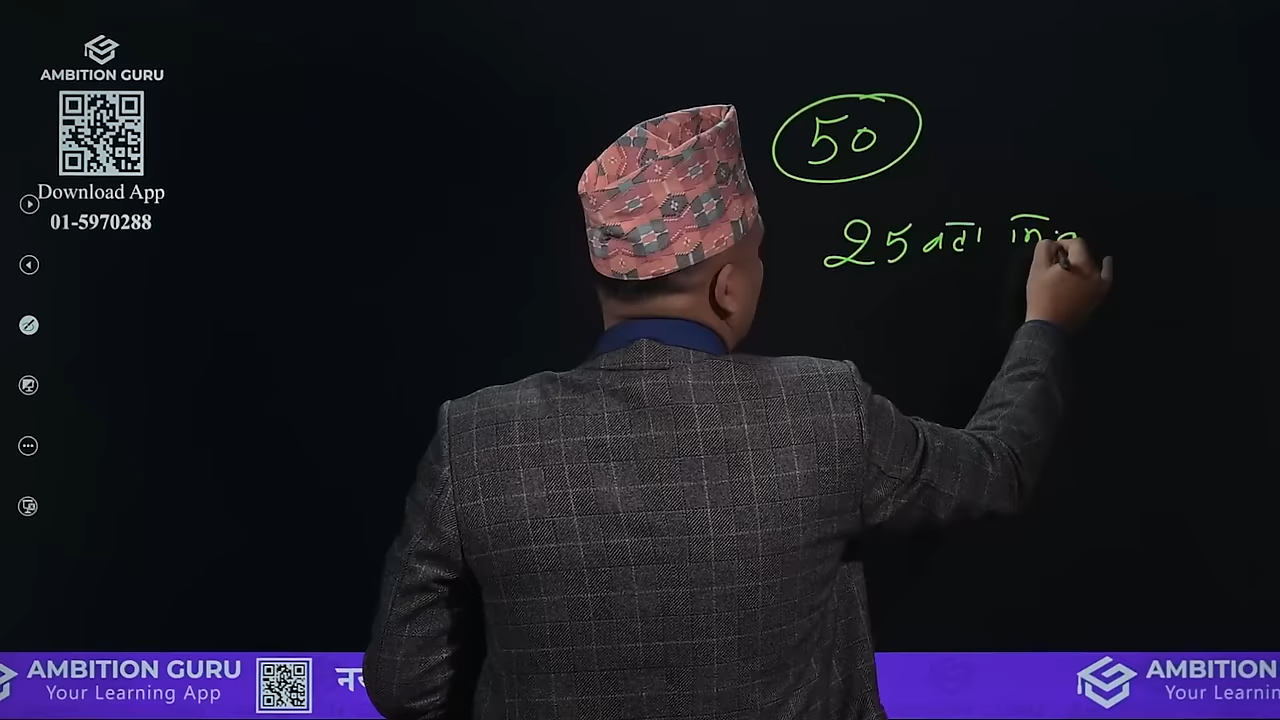 AMBITION GURU
Download App
01-5970288
50
25 वटा
AMBITION GURU
Your Learning App
AMBITION
Your Learnin